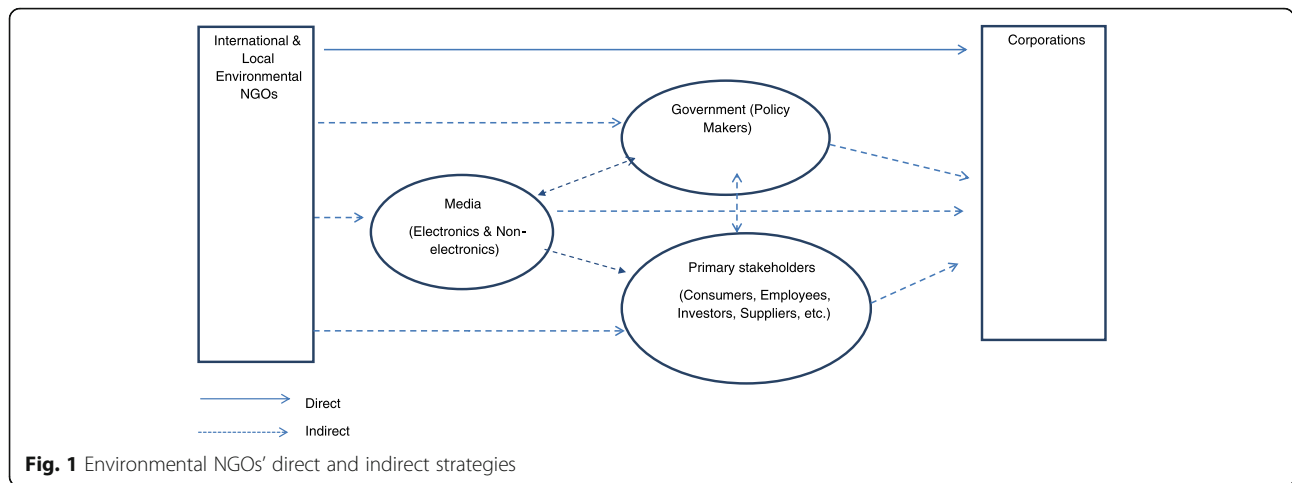 International &
Local
Environmental
NGOs
Corporations
Government (Policy
Makers)
Media
(Electronics & Non-
electronics)
Primary stakeholders
(Consumers, Employees,
Investors, Suppliers, etc.)
Direct
Indirect
Fig. 1 Environmental NGOs’ direct and indirect strategies